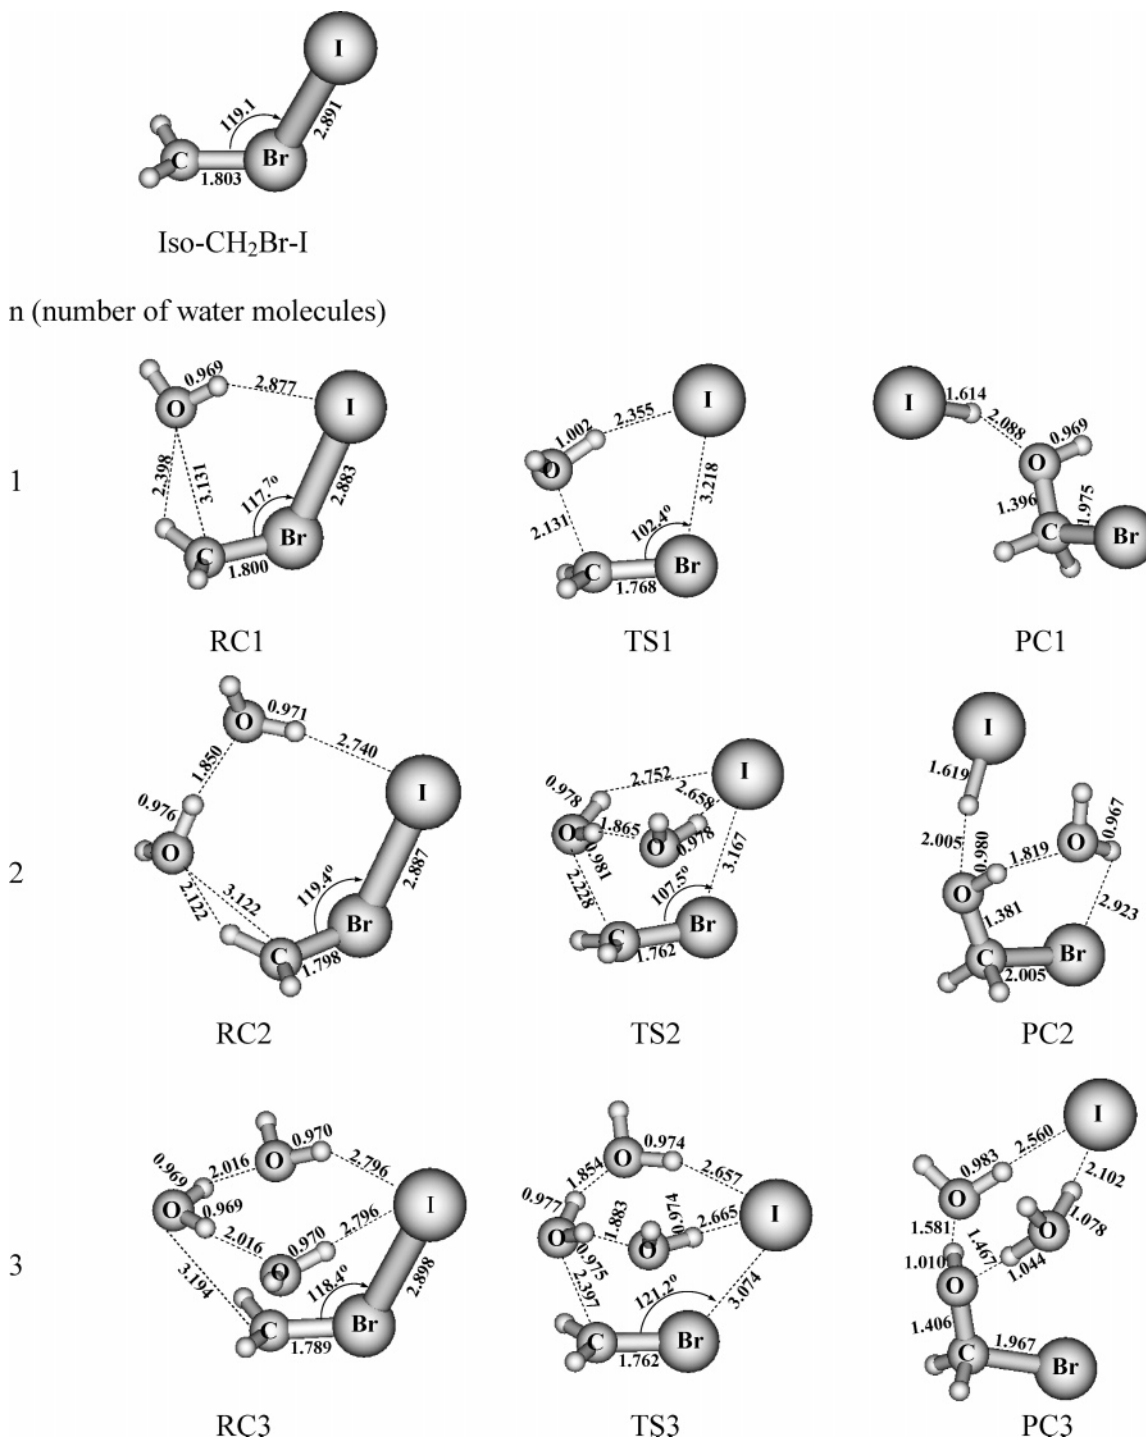 I
119.1
2.891
C
Br
1.803
Iso-CH₂Br-I
n (number of water molecules)
1
0.969
2.877
O
I
2.398
3.131
117.7º
2.883
C
Br
1.800
RC1
1.002
2.355
I
O
2.131
3.218
102.4º
C
Br
1.768
TS1
I
1.614
2.088
0.969
O
1.396
1.975
C
Br
PC1
2
0.971
O
2.740
1.850
0.976
I
O
2.122
3.122
119.4º
2.887
Br
C
1.798
RC2
2.752
I
0.978
2.658
O
1.865
O
0.978
0.981
3.167
2.228
107.5º
C
Br
1.762
TS2
I
1.619
2.005
0.980
1.819
O
0.967
O
1.381
2.923
C
Br
2.005
PC2
3
0.970
O
2.796
0.969
2.016
O
0.969
2.796
I
2.016
0.970
O
3.194
118.4º
2.898
C
Br
1.789
RC3
0.974
O
1.854
2.657
0.977
1.883
0.974
2.665
I
O
O
0.975
2.397
121.2º
3.074
C
Br
1.762
TS3
I
0.983
2.560
2.102
O
O
1.581
1.467
1.078
1.010
1.044
O
1.406
1.967
C
Br
PC3